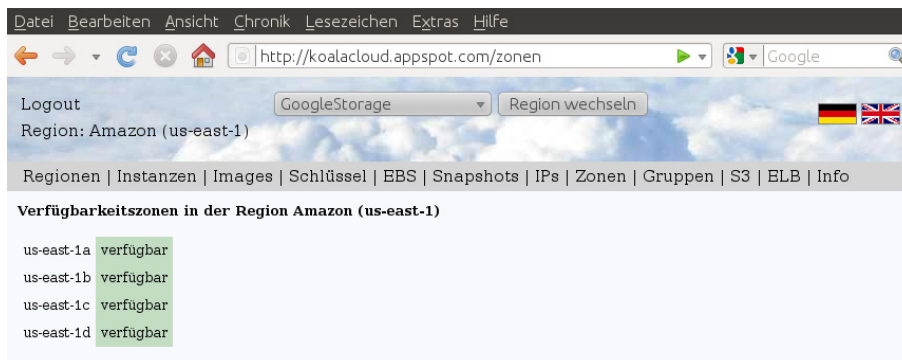 Datei Bearbeiten Ansicht Chronik Lesezeichen Extras Hilfe
http://koalacloud.appspot.com/zonen Google
Logout GoogleStorage Region wechseln
Region: Amazon (us-east-1)
Regionen | Instanzen | Images | Schlüssel | EBS | Snapshots | IPs | Zonen | Gruppen | S3 | ELB | Info
Verfügbarkeitszonen in der Region Amazon (us-east-1)
us-east-1a verfügbar
us-east-1b verfügbar
us-east-1c verfügbar
us-east-1d verfügbar